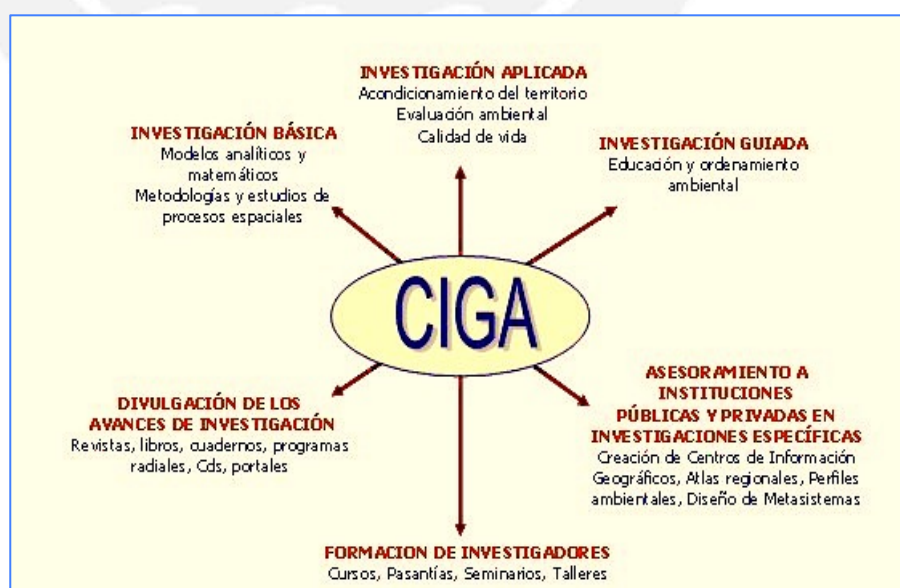 INVESTIGACIÓN APLICADA
Acondicionamiento del territorio
Evaluación ambiental
Calidad de vida
INVESTIGACIÓN BÁSICA
Modelos analíticos y
matemáticos
Metodologías y estudios de
procesos espaciales
INVESTIGACIÓN GUIADA
Educación y ordenamiento
ambiental
CIGA
DIVULGACIÓN DE LOS
AVANCES DE INVESTIGACIÓN
Revistas, libros, cuadernos, programas
radiales, Cds, portales
ASESORAMIENTO A
INSTITUCIONES
PÚBLICAS Y PRIVADAS EN
INVESTIGACIONES ESPECÍFICAS
Creación de Centros de Información
Geográficos, Atlas regionales, Perfiles
ambientales, Diseño de Metasistemas
FORMACION DE INVESTIGADORES
Cursos, Pasantías, Seminarios, Talleres